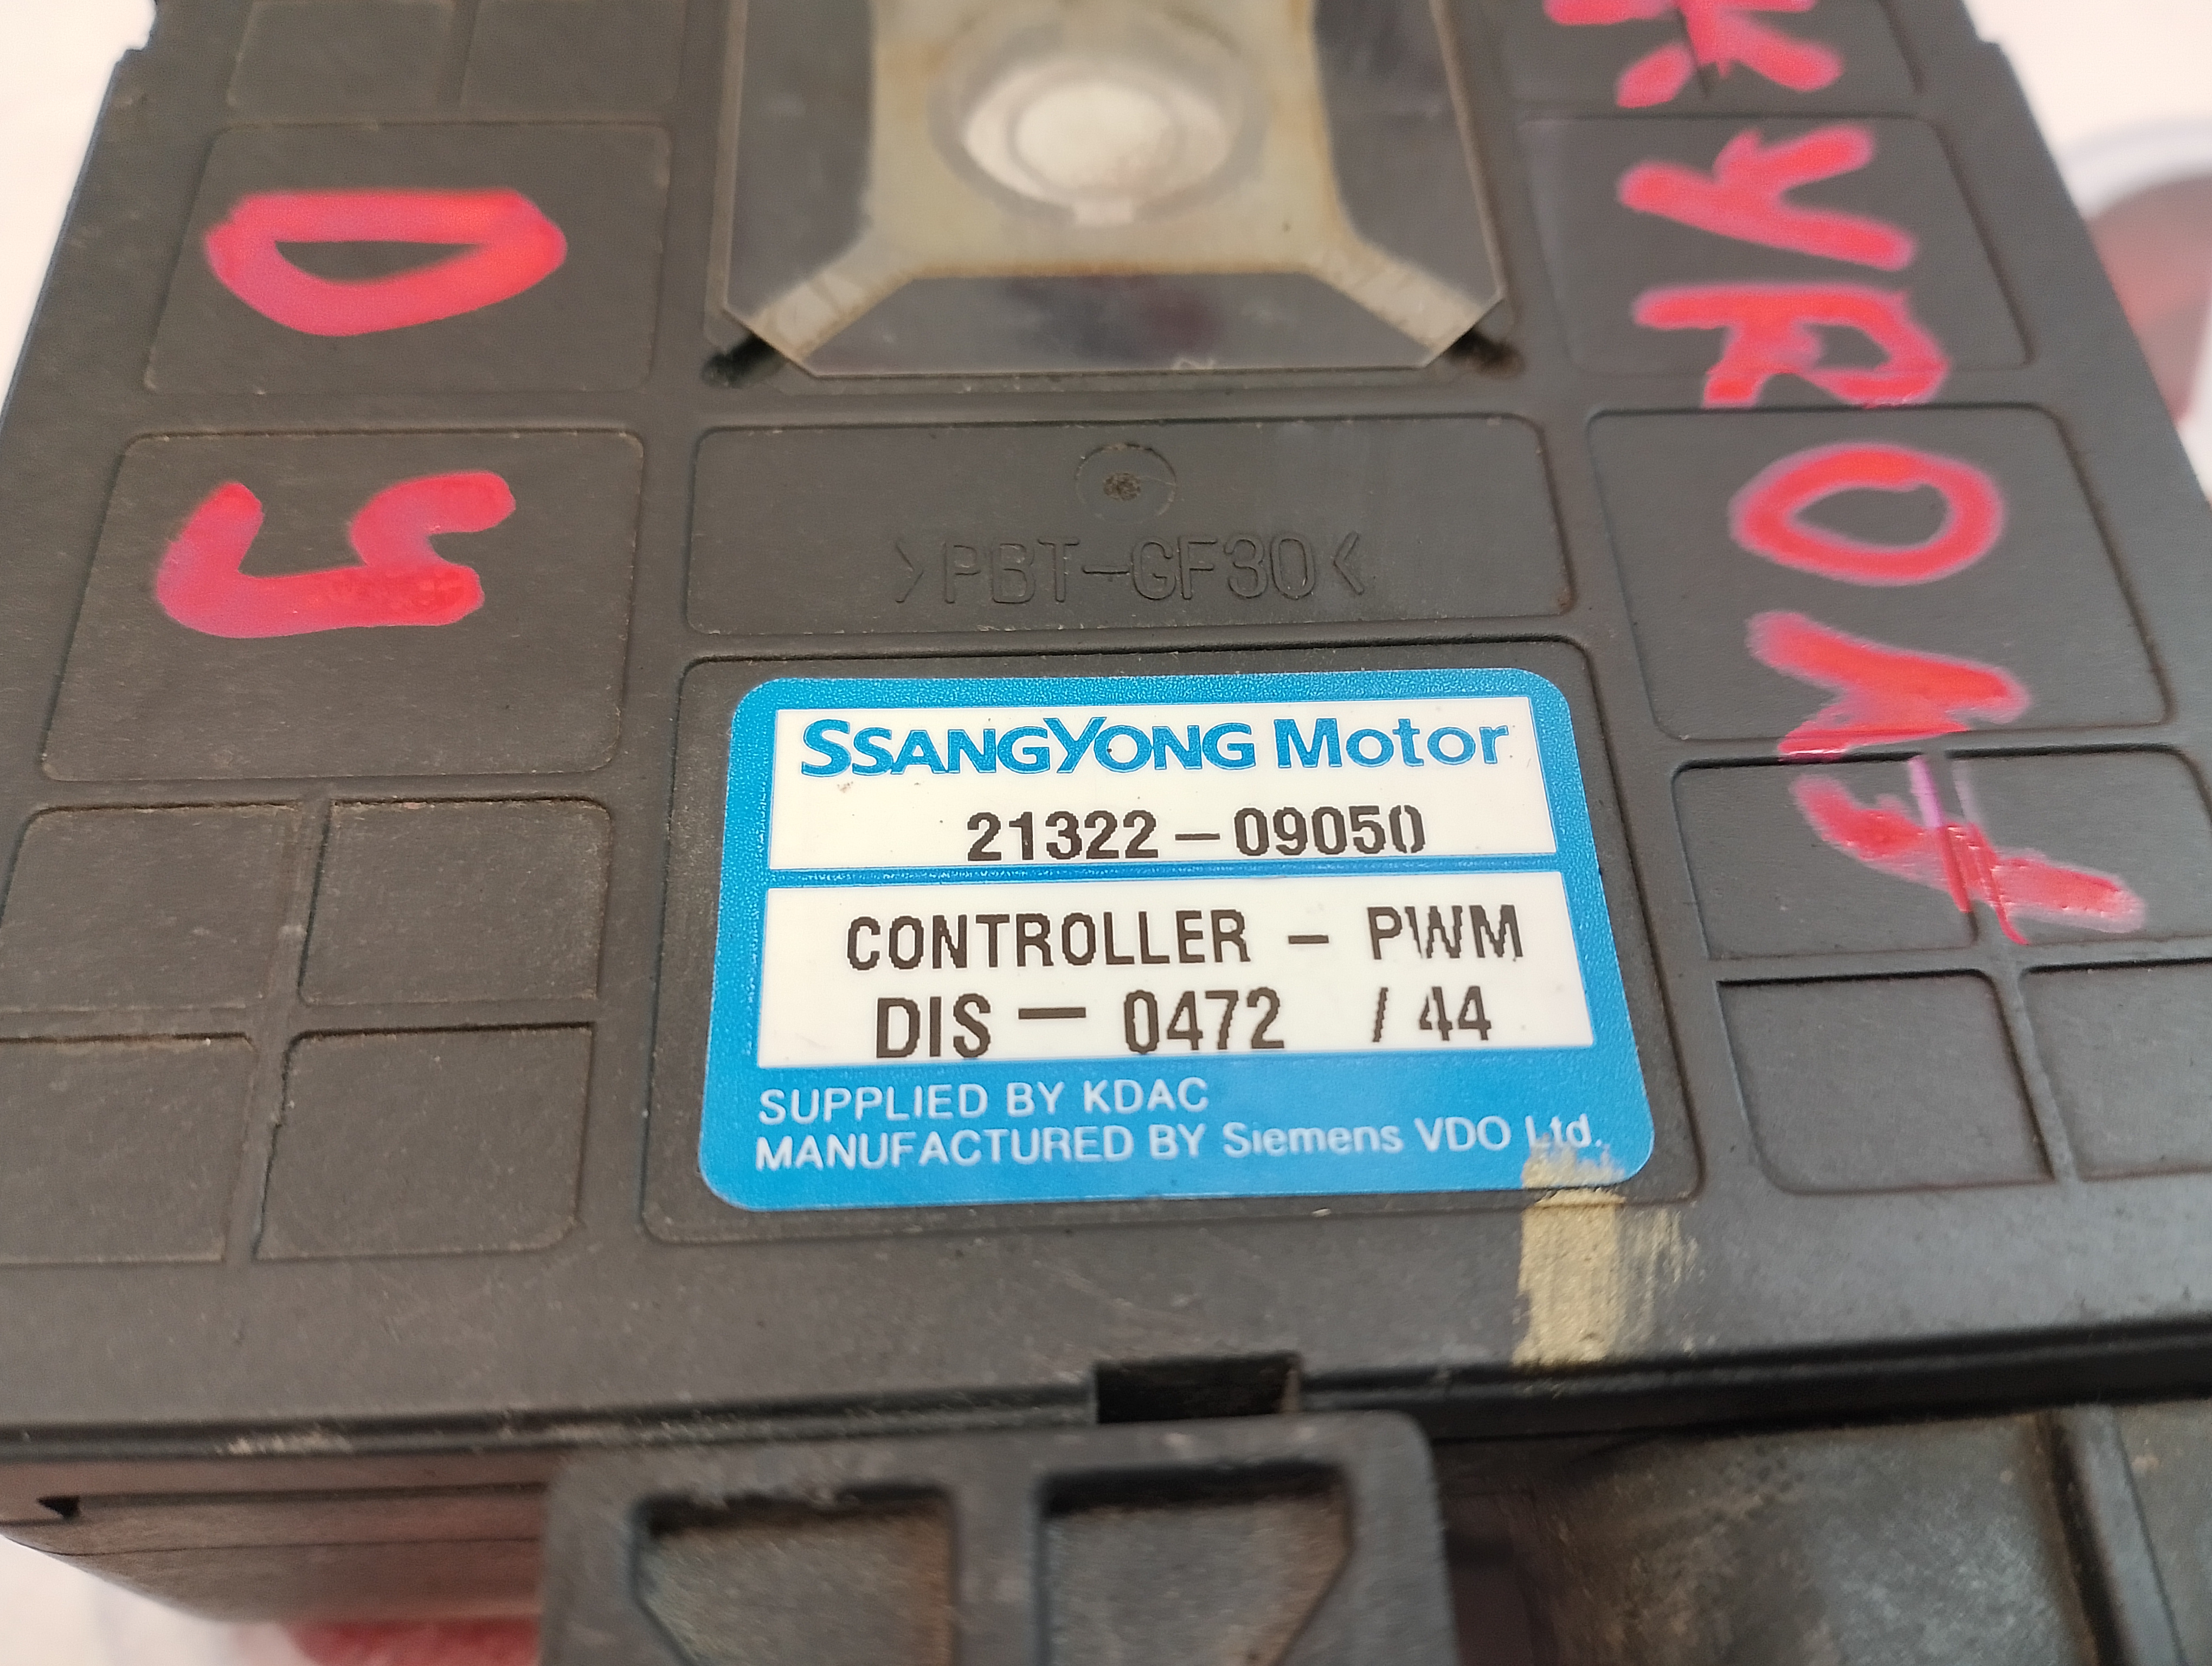 KYRON
>PBT-GF30<
SSANGYONG Motor
21322-09050
CONTROLLER - PWM
DIS - 0472 / 44
SUPPLIED BY KDAC
MANUFACTURED BY Siemens VDO Ltd.